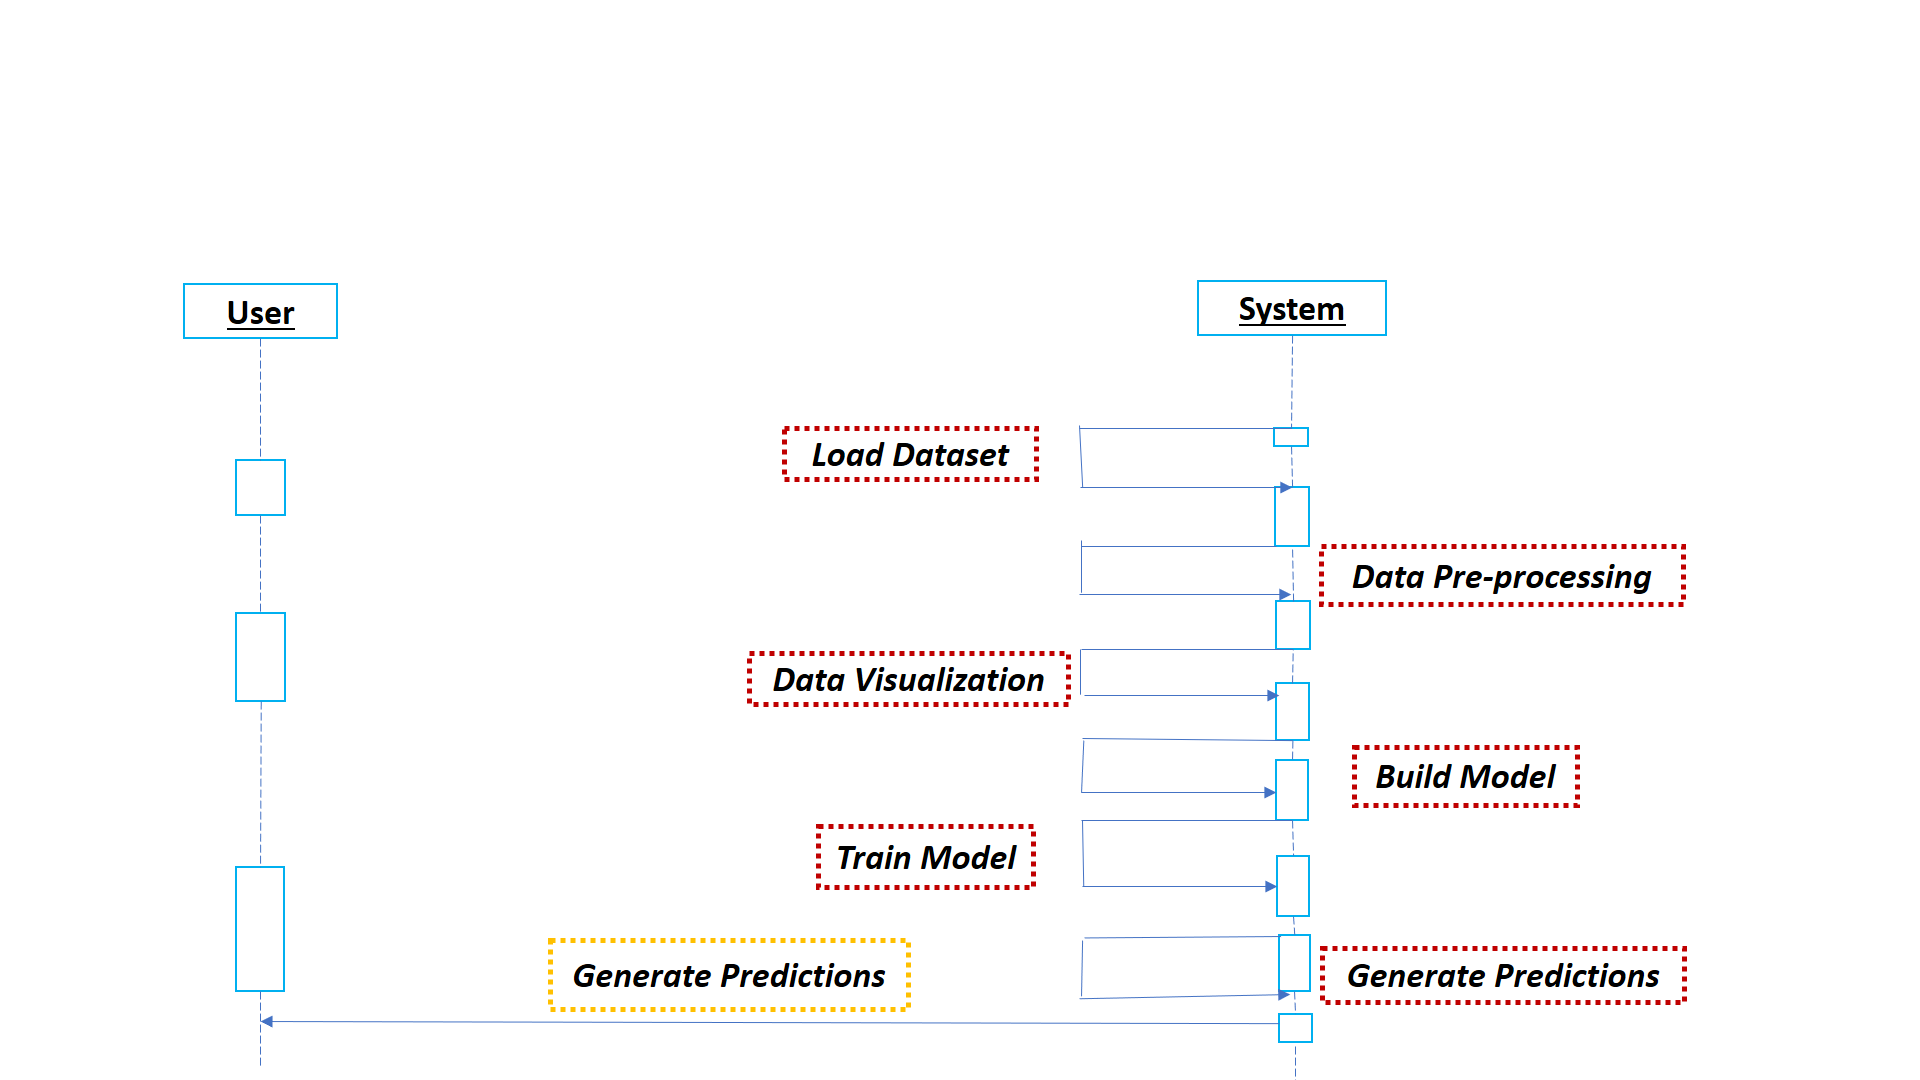 User
System
Load Dataset
Data Pre-processing
Data Visualization
Build Model
Train Model
Generate Predictions
Generate Predictions